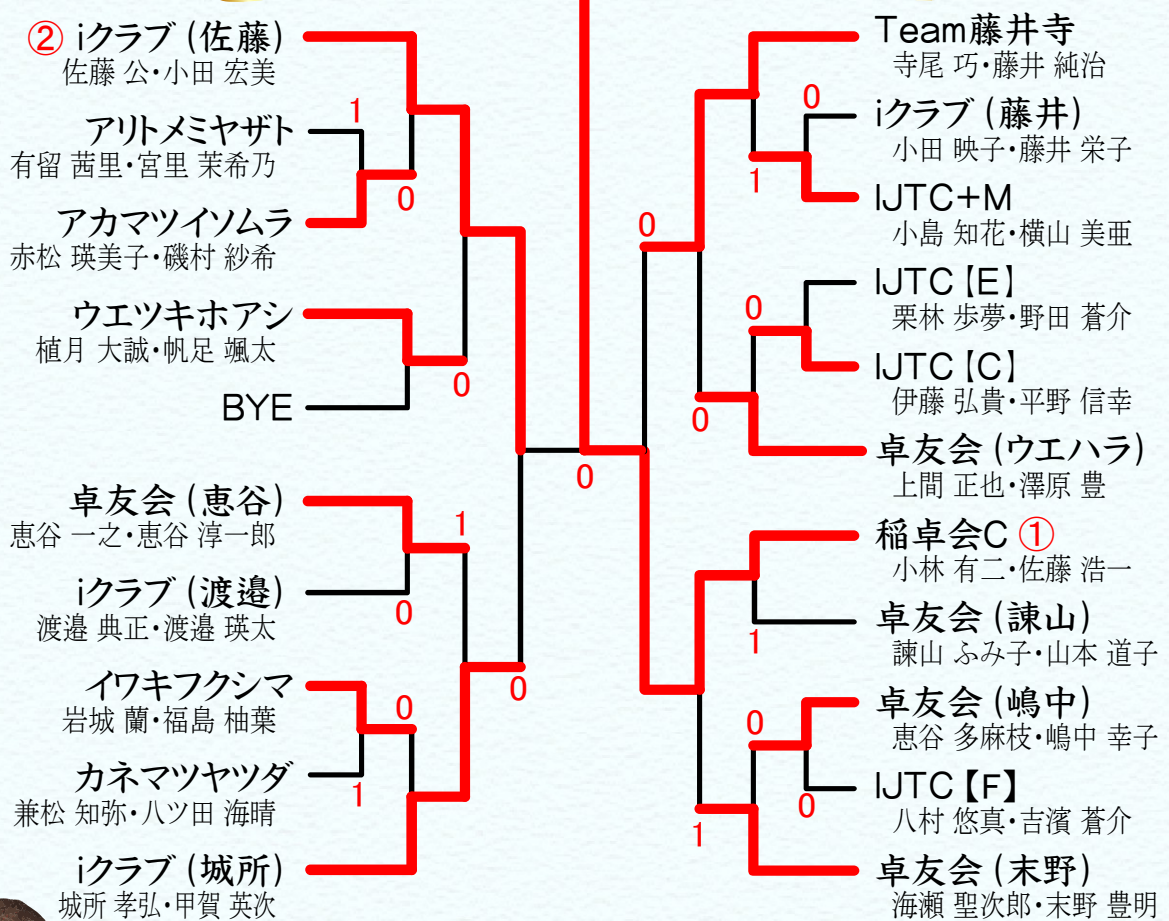 ② iクラブ (佐藤)
佐藤 公・小田 宏美
1
アリトメミヤザト
有留 茜里・宮里 茉希乃
0
アカマツイソムラ
赤松 瑛美子・磯村 紗希
ウエツキホアシ
植月 大誠・帆足 颯太
0
BYE
卓友会 (恵谷)
恵谷 一之・恵谷 淳一郎
1
iクラブ (渡邉)
渡邉 典正・渡邉 瑛太
0
イワキフクシマ
岩城 蘭・福島 柚葉
0
0
カネマツヤツダ
兼松 知弥・八ツ田 海晴
1
iクラブ (城所)
城所 孝弘・甲賀 英次
0
Team藤井寺
寺尾 巧・藤井 純治
0
iクラブ (藤井)
小田 映子・藤井 栄子
1
IJTC+M
小島 知花・横山 美亜
0
IJTC【E】
栗林 歩夢・野田 蒼介
0
IJTC【C】
伊藤 弘貴・平野 信幸
0
卓友会 (ウエハラ)
上間 正也・澤原 豊
稲卓会C ①
小林 有二・佐藤 浩一
卓友会 (諌山)
諌山 ふみ子・山本 道子
1
卓友会 (嶋中)
恵谷 多麻枝・嶋中 幸子
0
IJTC【F】
八村 悠真・吉濱 蒼介
0
1
卓友会 (末野)
海瀬 聖次郎・末野 豊明